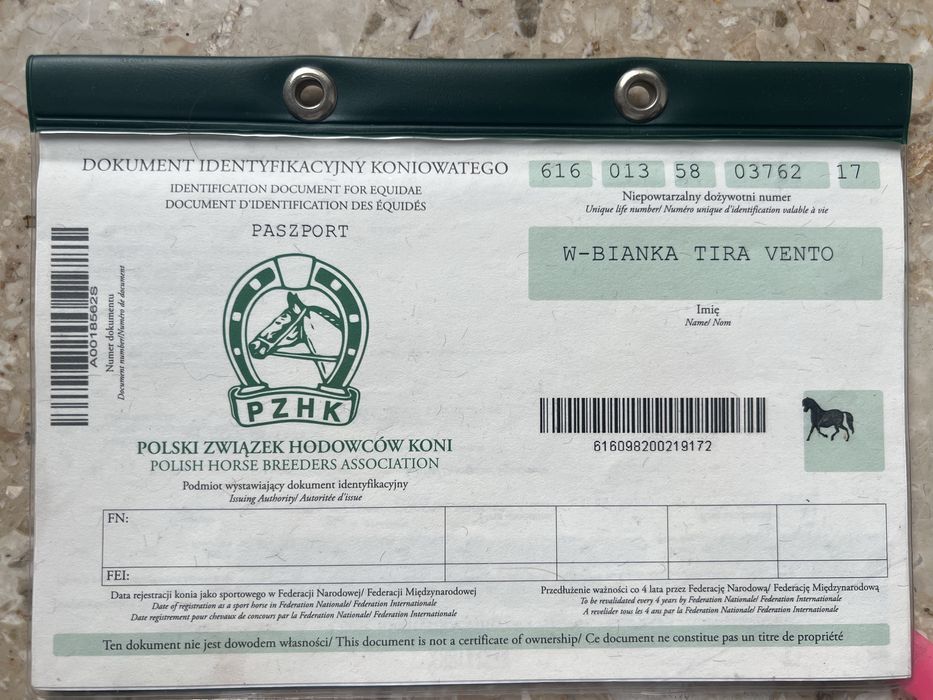 DOKUMENT IDENTYFIKACYJNY KONIOWATEGO
IDENTIFICATION DOCUMENT FOR EQUIDAE
DOCUMENT D'IDENTIFICATION DES ÉQUIDÉS
PASZPORT
616 013 58 03762 17
Niepowtarzalny dożywotni numer
Unique life number/ Numéro unique d'identification valable à vie
W-BIANKA TIRA VENTO
Imię
Name/ Nom
A00185628
Numer dokumentu
Document number/Numéro de document
PZHK
POLSKI ZWIĄZEK HODOWCÓW KONI
POLISH HORSE BREEDERS ASSOCIATION
Podmiot wystawiający dokument identyfikacyjny
Issuing Authority/ Autoritée d'issue
616098200219172
FN:
FEI:
Data rejestracji konia jako sportowego w Federacji Narodowej/ Federacji Międzynarodowej
Date of registration as a sport horse in Federation Nationale/ Federation Internationale
Date registrement pour chevaux de concours par la Federation Nationale/ Federation Internationale
Przedłużenie ważności co 4 lata przez Federację Narodową/ Federację Międzynarodową
To be revalidated every 4 years by Federation Nationale/ Federation Internationale
A revelider tous les 4 ans par la Federation Nationale/ Federation Internationale
Ten dokument nie jest dowodem własności/ This document is not a certificate of ownership/ Ce document ne constitue pas un titre de propriété